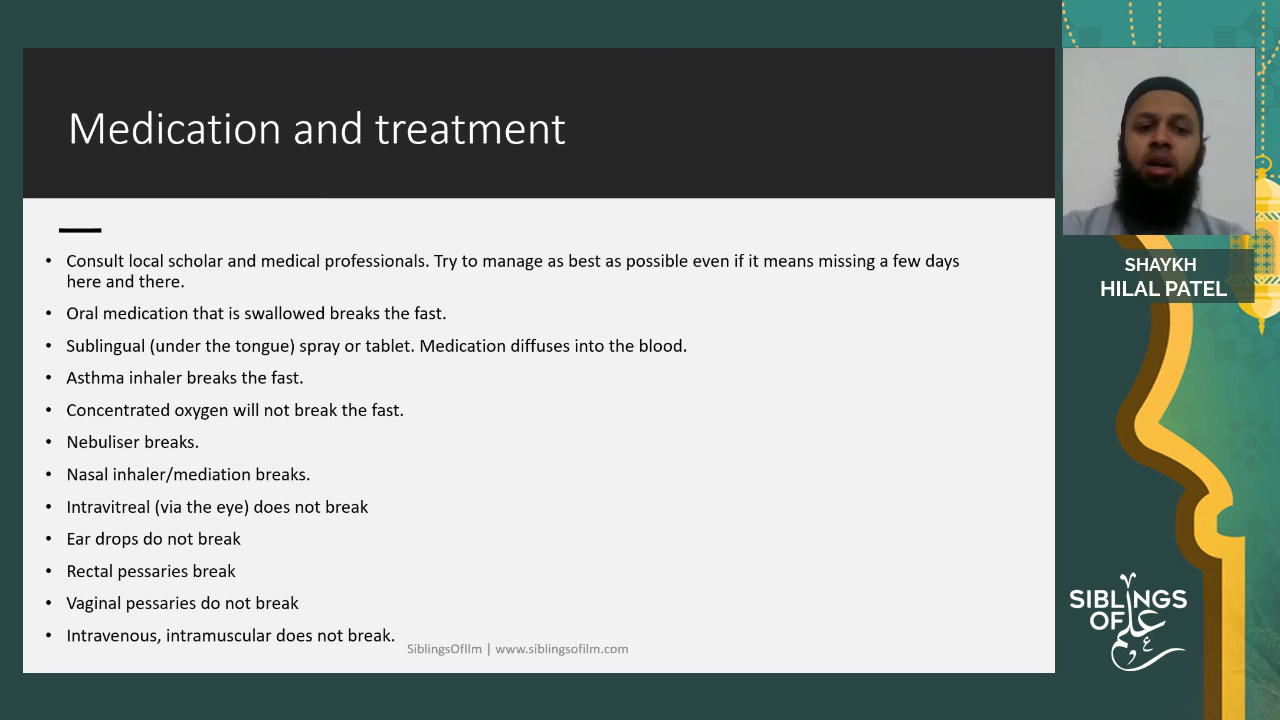 Medication and treatment
• Consult local scholar and medical professionals. Try to manage as best as possible even if it means missing a few days
here and there.
• Oral medication that is swallowed breaks the fast.
• Sublingual (under the tongue) spray or tablet. Medication diffuses into the blood.
• Asthma inhaler breaks the fast.
• Concentrated oxygen will not break the fast.
• Nebuliser breaks.
• Nasal inhaler/mediation breaks.
• Intravitreal (via the eye) does not break
• Ear drops do not break
• Rectal pessaries break
• Vaginal pessaries do not break
• Intravenous, intramuscular does not break.
SiblingsOfIlm | www.siblingsofilm.com
SHAYKH
HILAL PATEL
SIBLINGS
OF علم